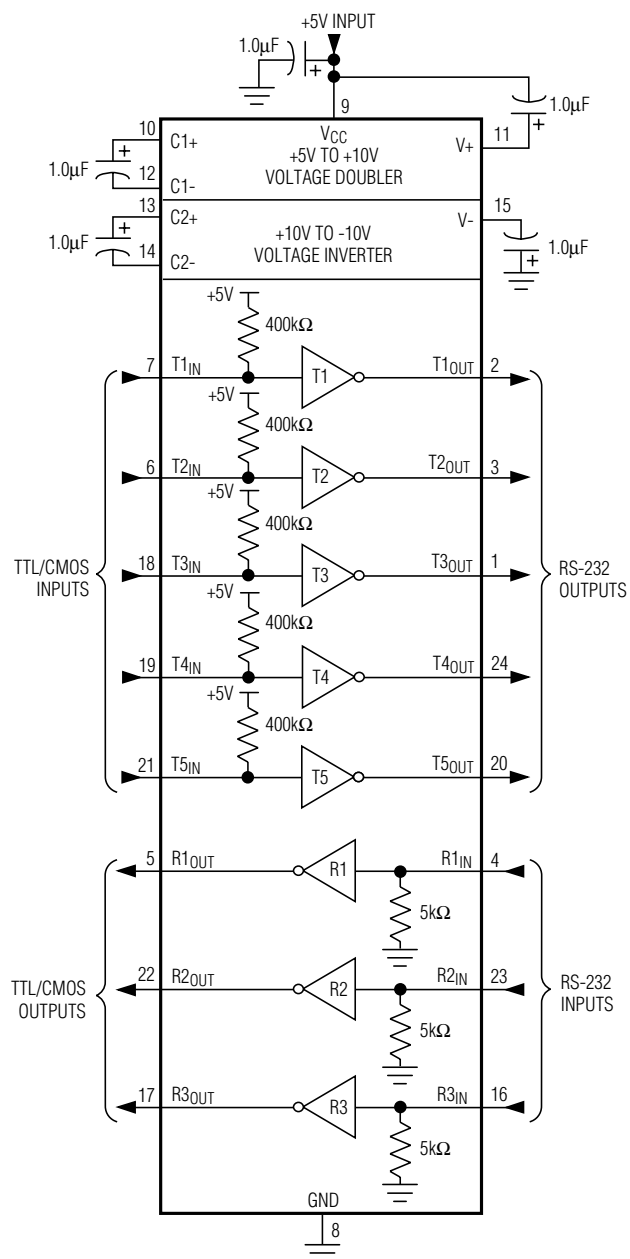 +5V INPUT
1.0μF
+
9
1.0μF
+
10
C1+
VCC
+5V TO +10V
VOLTAGE DOUBLER
V+
11
1.0μF
+
12
C1-
13
C2+
+10V TO -10V
VOLTAGE INVERTER
V-
15
1.0μF
+
14
C2-
+
1.0μF
+5V
400kΩ
7
T1IN
T1
T1OUT
2
+5V
400kΩ
6
T2IN
T2
T2OUT
3
+5V
400kΩ
TTL/CMOS
INPUTS
18
T3IN
T3
T3OUT
1
RS-232
OUTPUTS
+5V
400kΩ
19
T4IN
T4
T4OUT
24
+5V
400kΩ
21
T5IN
T5
T5OUT
20
5
R1OUT
R1
R1IN
4
5kΩ
TTL/CMOS
OUTPUTS
22
R2OUT
R2
R2IN
23
RS-232
INPUTS
5kΩ
17
R3OUT
R3
R3IN
16
5kΩ
GND
8